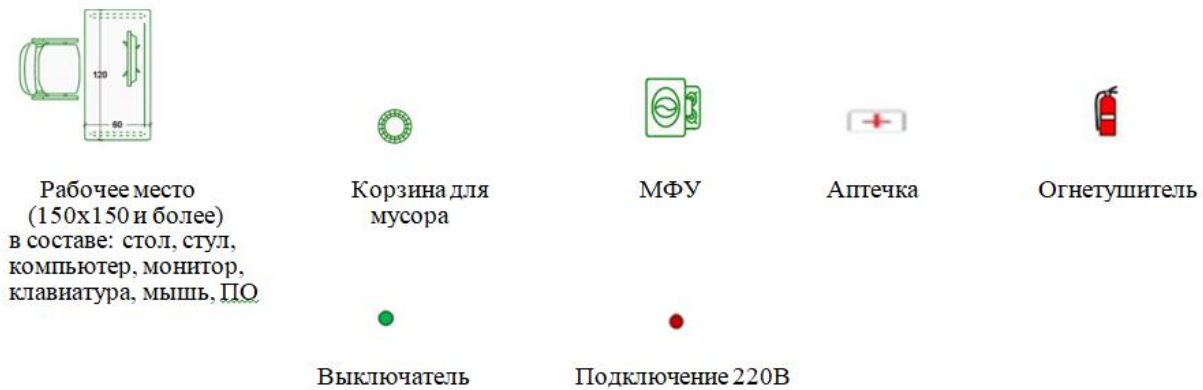 120
60
Рабочее место
(150х150 и более)
в составе: стол, стул,
компьютер, монитор,
клавиатура, мышь, ПО
Корзина для
мусора
МФУ
Аптечка
Огнетушитель
Выключатель
Подключение 220В